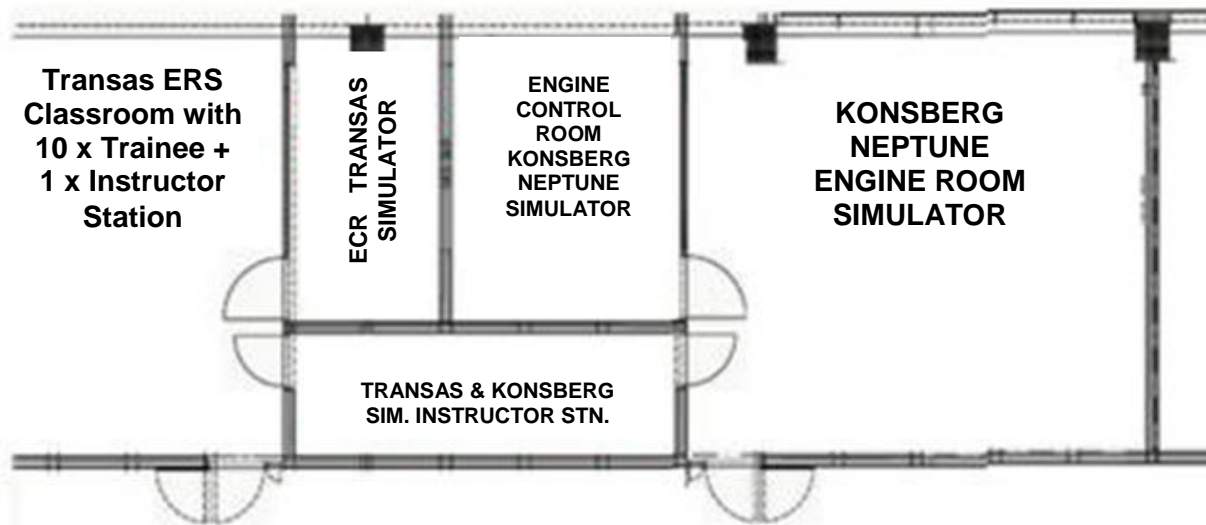 Transas ERS
Classroom with
10 x Trainee +
1 x Instructor
Station
ECR TRANSAS
SIMULATOR
ENGINE
CONTROL
ROOM
KONSBERG
NEPTUNE
SIMULATOR
KONSBERG
NEPTUNE
ENGINE ROOM
SIMULATOR
TRANSAS & KONSBERG
SIM. INSTRUCTOR STN.